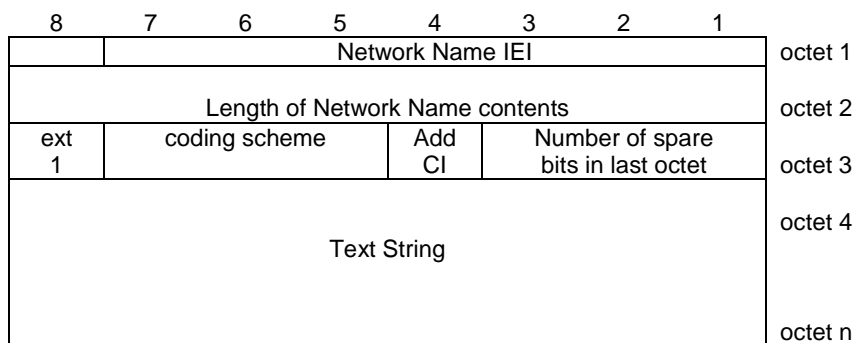 8 7 6 5 4 3 2 1
Network Name IEI octet 1
Length of Network Name contents octet 2
ext coding scheme Add Number of spare
1 CI bits in last octet octet 3
octet 4
Text String
octet n